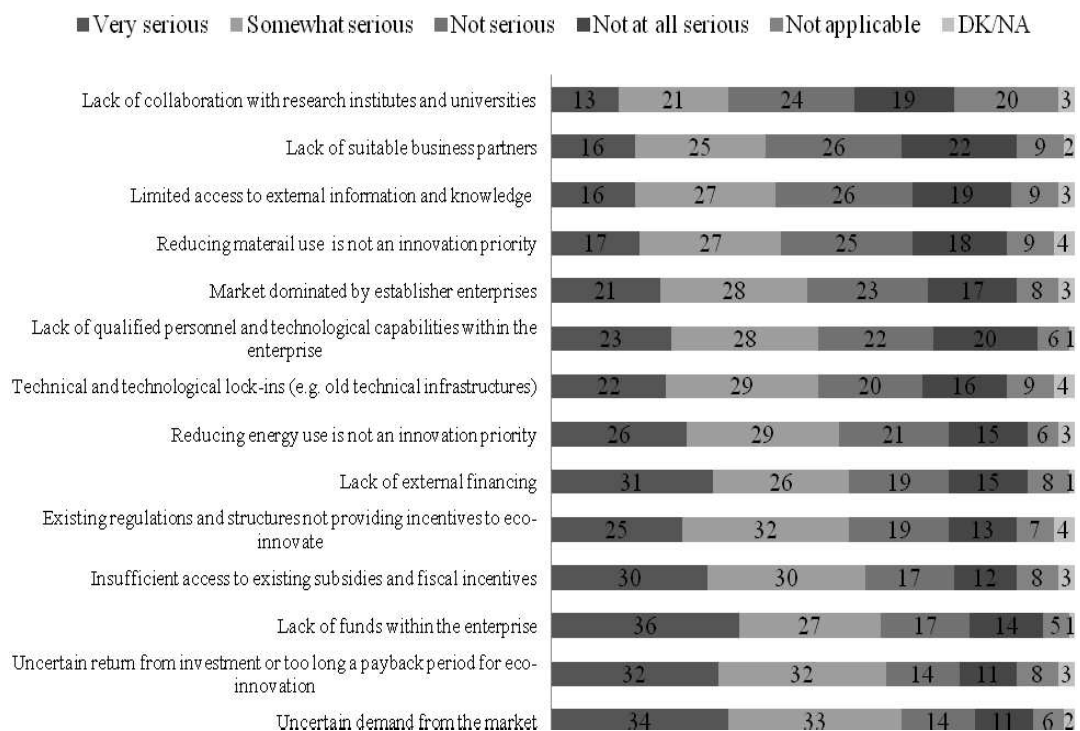 Very serious Somewhat serious Not serious Not at all serious Not applicable DK/NA
Lack of collaboration with research institutes and universities 13 21 24 19 20 3
Lack of suitable business partners 16 25 26 22 9 2
Limited access to external information and knowledge 16 27 26 19 9 3
Reducing materail use is not an innovation priority 17 27 25 18 9 4
Market dominated by establisher enterprises 21 28 23 17 8 3
Lack of qualified personnel and technological capabilities within the
enterprise 23 28 22 20 6 1
Technical and technological lock-ins (e.g. old technical infrastructures) 22 29 20 16 9 4
Reducing energy use is not an innovation priority 26 29 21 15 6 3
Lack of external financing 31 26 19 15 8 1
Existing regulations and structures not providing incentives to eco-
innovate 25 32 19 13 7 4
Insufficient access to existing subsidies and fiscal incentives 30 30 17 12 8 3
Lack of funds within the enterprise 36 27 17 14 5 1
Uncertain return from investment or too long a payback period for eco-
innovation 32 32 14 11 8 3
Uncertain demand from the market 34 33 14 11 6 2